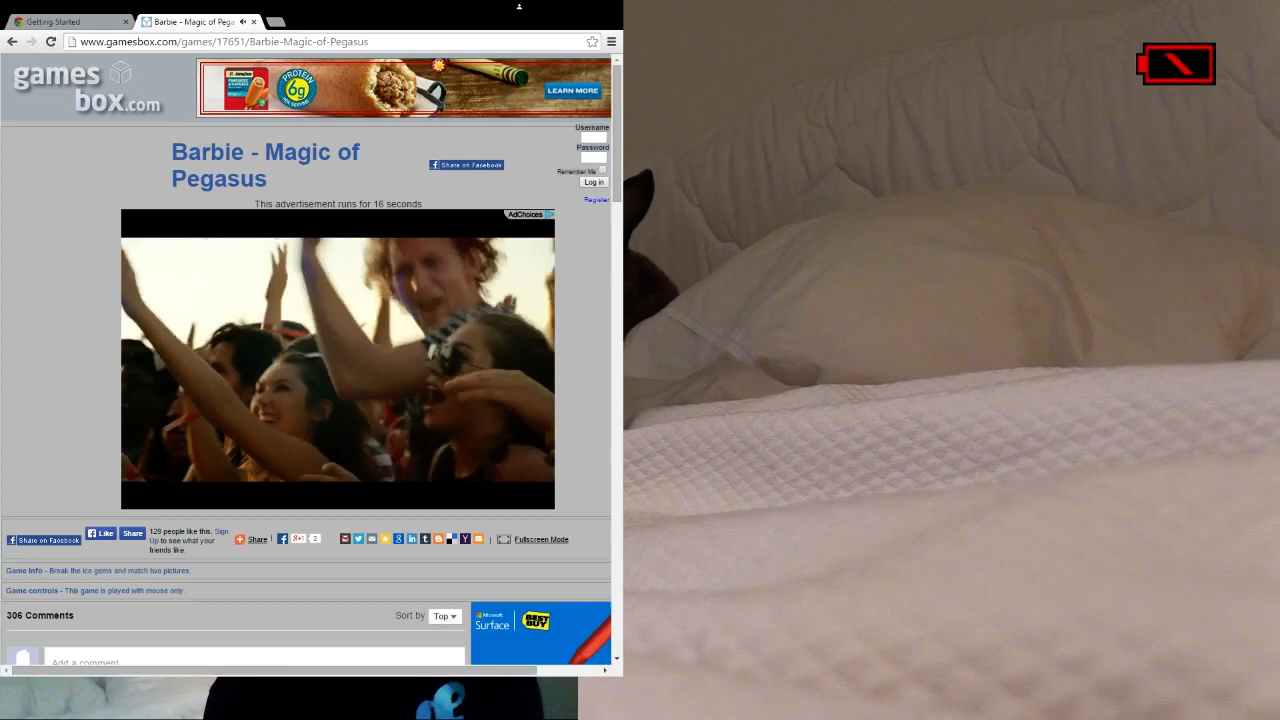 Getting Started
Barbie - Magic of Pega
www.gamesbox.com/games/17651/Barbie-Magic-of-Pegasus
games
box.com
PROTEIN
6g
LEARN MORE
Username
Password
Remember Me
Log in
Register
Barbie - Magic of
Pegasus
Share on Facebook
This advertisement runs for 16 seconds
AdChoices
Share on Facebook
Like
Share
129 people like this. Sign
Up to see what your
friends like.
Share
g+1
2
Fullscreen Mode
Game info - Break the ice gems and match two pictures.
Game controls - This game is played with mouse only.
306 Comments
Sort by
Top
Add a comment
Microsoft
Surface
BEST
BUY